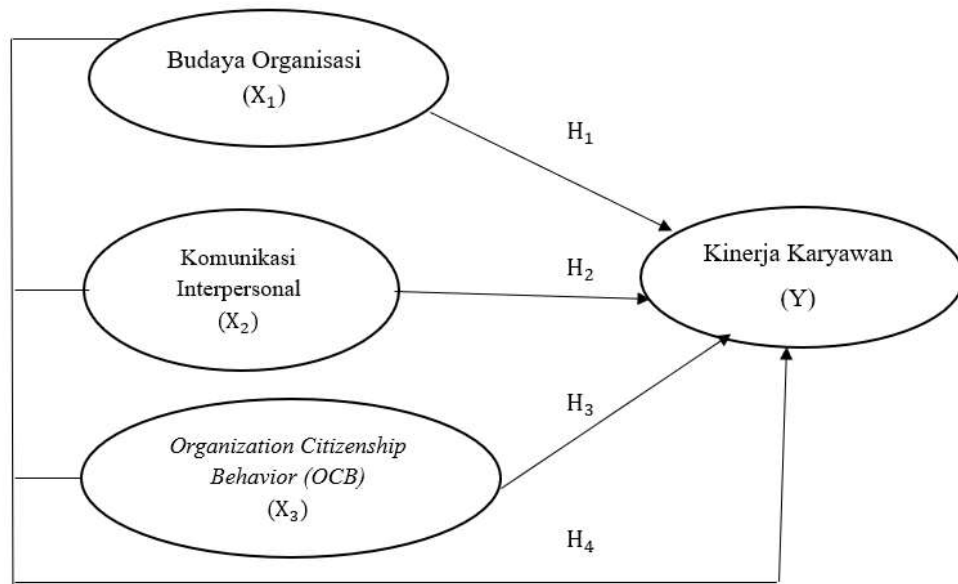 Budaya Organisasi
(X₁)
H₁
Komunikasi
Interpersonal
(X₂)
H₂
Kinerja Karyawan
(Y)
Organization Citizenship
Behavior (OCB)
(X₃)
H₃
H₄